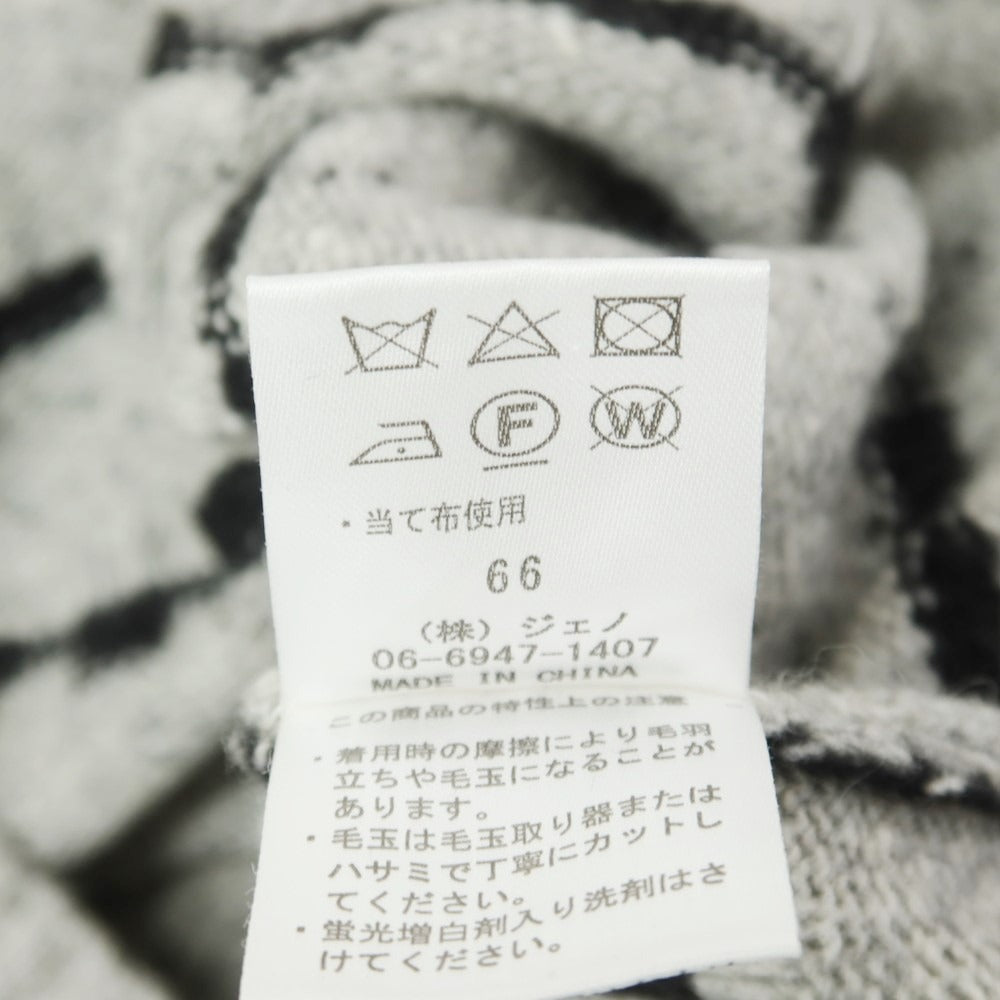 F W
・当て布使用
66
（株）ジェノ
06-6947-1407
MADE IN CHINA
この商品の特性上の注意
・着用時の摩擦により毛羽
立ちや毛玉になることが
あります。
・毛玉は毛玉取り器または
ハサミで丁寧にカットし
てください。
・蛍光増白剤入り洗剤はさ
けてください。